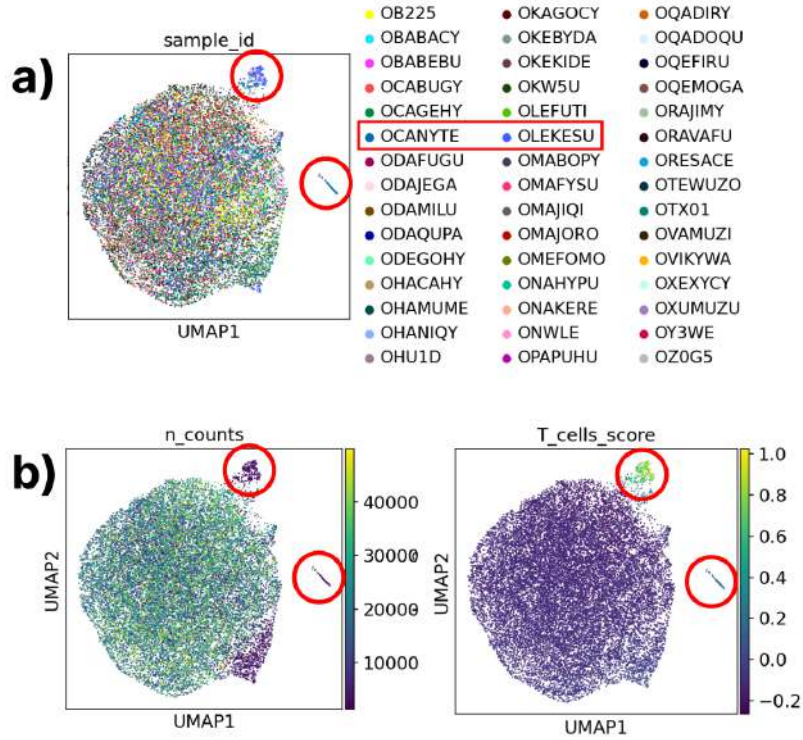 a)
sample_id
UMAP1
OB225 OKAGOCY OQADIRY
OBABACY OKEBYDA OQADOQU
OBABEBU OKEKIDE OQEFIRU
OCABUGY OKW5U OQEMOGA
OCAGEHY OLEFUTI ORAJIMY
OCANYTE OLEKESU ORAVAFU
ODAFUGU OMABOPY ORESACE
ODAJEGA OMAFYSU OTEWUZO
ODAMILU OMAJIQI OTX01
ODAQUPA OMAJORO OVAMUZI
ODEGOHY OMEFOMO OVIKYWA
OHACAHY ONAHYPU OXEXYCY
OHAMUME ONAKERE OXUMUZU
OHANIQY ONWLE OY3WE
OHU1D OPAPUHU OZ0G5
b)
n_counts
UMAP2
UMAP1
40000
30000
20000
10000
T_cells_score
UMAP2
UMAP1
1.0
0.8
0.6
0.4
0.2
0.0
−0.2